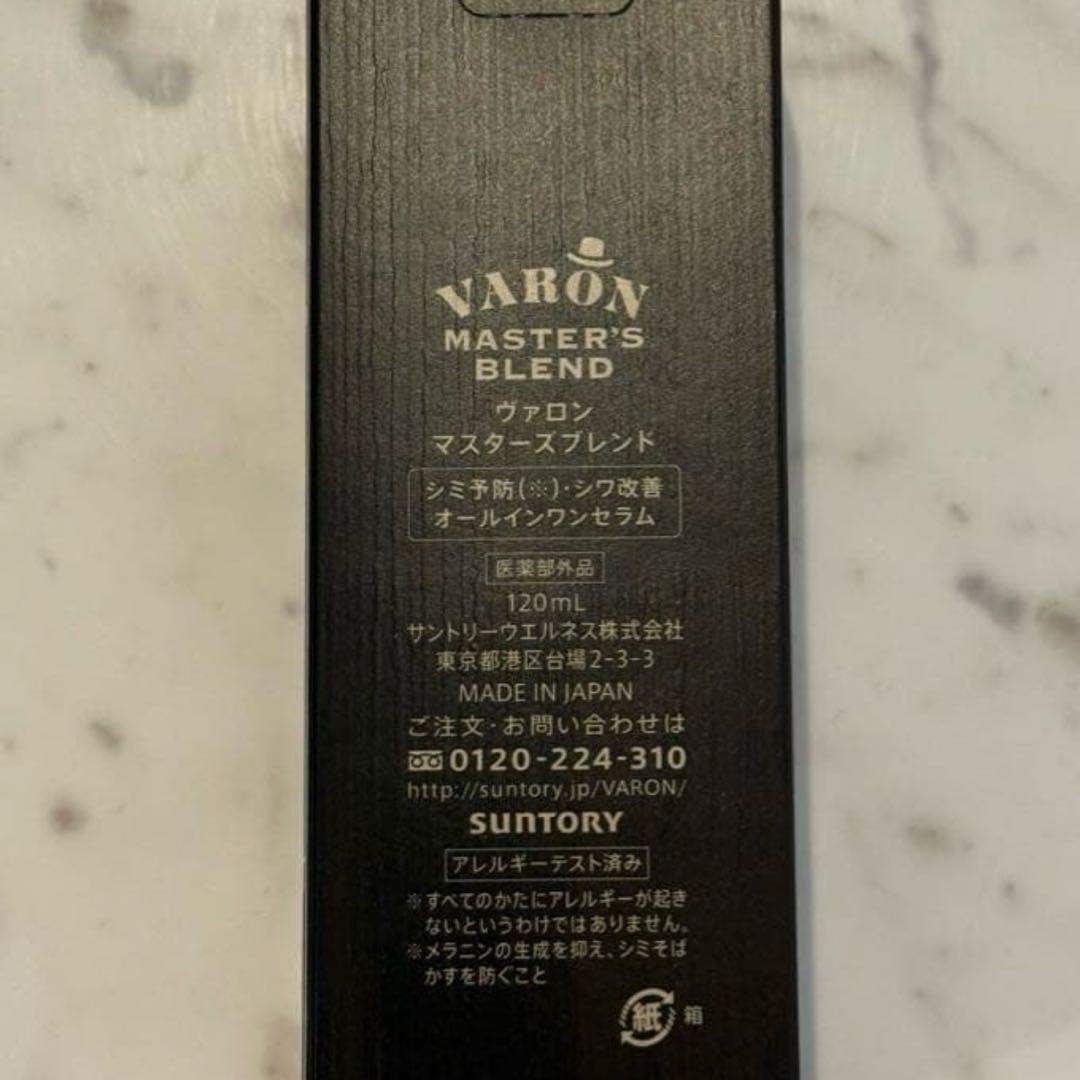 VARON
MASTER'S
BLEND
ヴァロン
マスターズブレンド
シミ予防(※)・シワ改善
オールインワンセラム
医薬部外品
120mL
サントリーウエルネス株式会社
東京都港区台場2-3-3
MADE IN JAPAN
ご注文・お問い合わせは
0120-224-310
http://suntory.jp/VARON/
SUNTORY
アレルギーテスト済み
※すべてのかたにアレルギーが起き
ないというわけではありません。
※メラニンの生成を抑え、シミそば
かすを防ぐこと
紙 箱